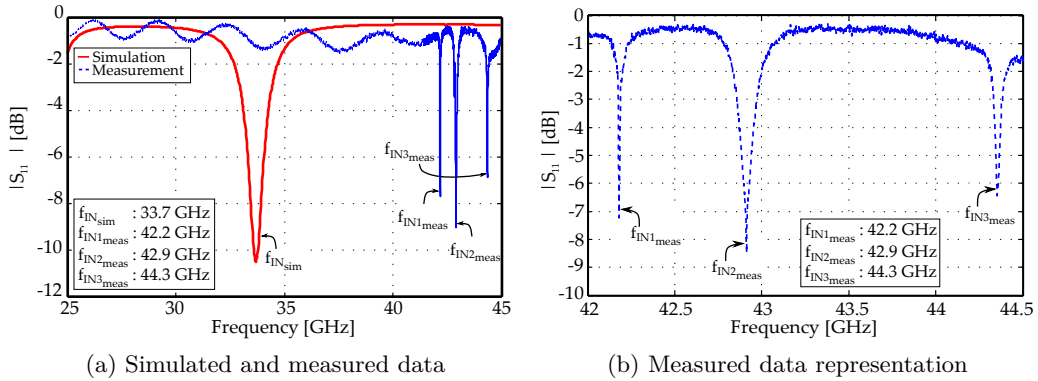 0
-2
-4
-6
-8
-10
-12
|S11| [dB]
Simulation
Measurement
fIN3meas
fIN1meas
fIN2meas
fINsim
fINsim : 33.7 GHz
fIN1meas : 42.2 GHz
fIN2meas : 42.9 GHz
fIN3meas : 44.3 GHz
25 30 35 40 45
Frequency [GHz]
(a) Simulated and measured data
0
-1
-2
-3
-4
-5
-6
-7
-8
-9
-10
|S11| [dB]
fIN1meas
fIN2meas
fIN3meas
fIN1meas : 42.2 GHz
fIN2meas : 42.9 GHz
fIN3meas : 44.3 GHz
42 42.5 43 43.5 44 44.5
Frequency [GHz]
(b) Measured data representation